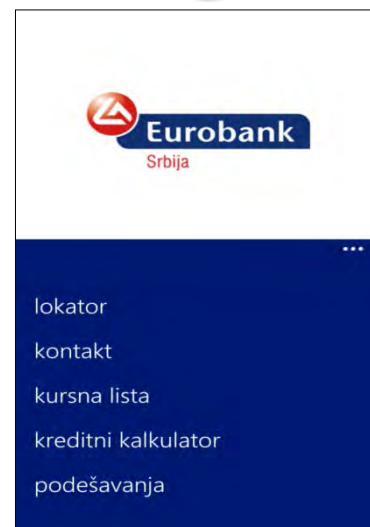 Eurobank
Srbija
...
lokator
kontakt
kursna lista
kreditni kalkulator
podešavanja